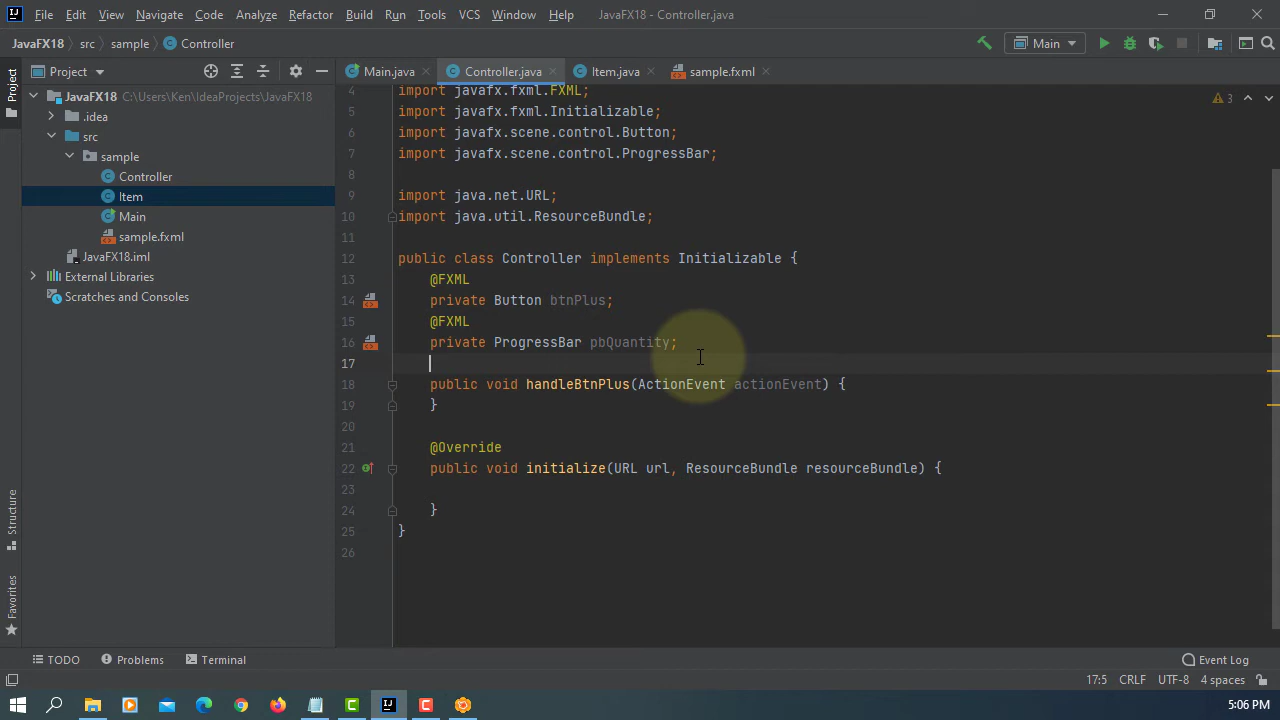 File Edit View Navigate Code Analyze Refactor Build Run Tools VCS Window Help JavaFX18 - Controller.java
JavaFX18 src sample Controller Main
Project Main.java Controller.java Item.java sample.fxml
Project
JavaFX18 C:\Users\Ken\IdeaProjects\JavaFX18
.idea
src
sample
Controller
Item
Main
sample.fxml
JavaFX18.iml
External Libraries
Scratches and Consoles
3
4 import javafx.fxml.FXML;
5 import javafx.fxml.Initializable;
6 import javafx.scene.control.Button;
7 import javafx.scene.control.ProgressBar;
8
9 import java.net.URL;
10 import java.util.ResourceBundle;
11
12 public class Controller implements Initializable {
13 @FXML
14 private Button btnPlus;
15 @FXML
16 private ProgressBar pbQuantity;
17
18 public void handleBtnPlus(ActionEvent actionEvent) {
19 }
20
21 @Override
22 public void initialize(URL url, ResourceBundle resourceBundle) {
23
24 }
25 }
26
Structure
Favorites
TODO Problems Terminal Event Log
17:5 CRLF UTF-8 4 spaces
5:06 PM